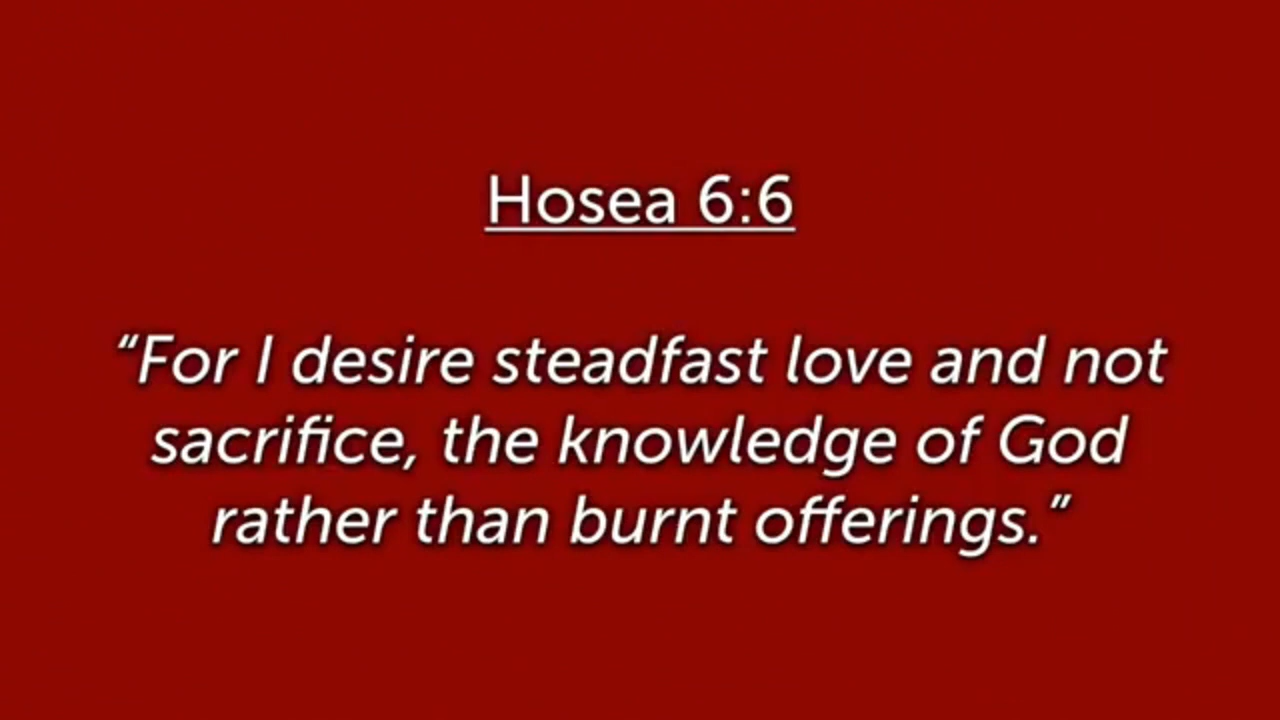 Hosea 6:6
“For I desire steadfast love and not
sacrifice, the knowledge of God
rather than burnt offerings.”